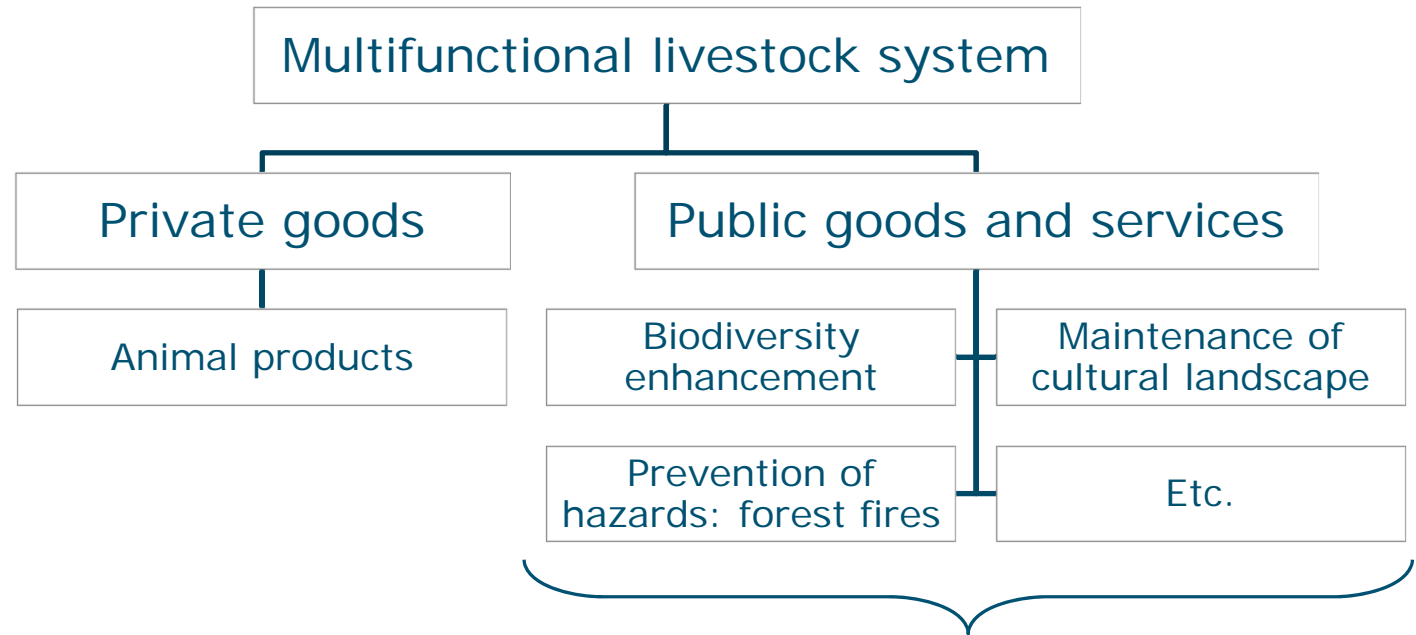 Multifunctional livestock system
Private goods
Public goods and services
Animal products
Biodiversity
enhancement
Maintenance of
cultural landscape
Prevention of
hazards: forest fires
Etc.